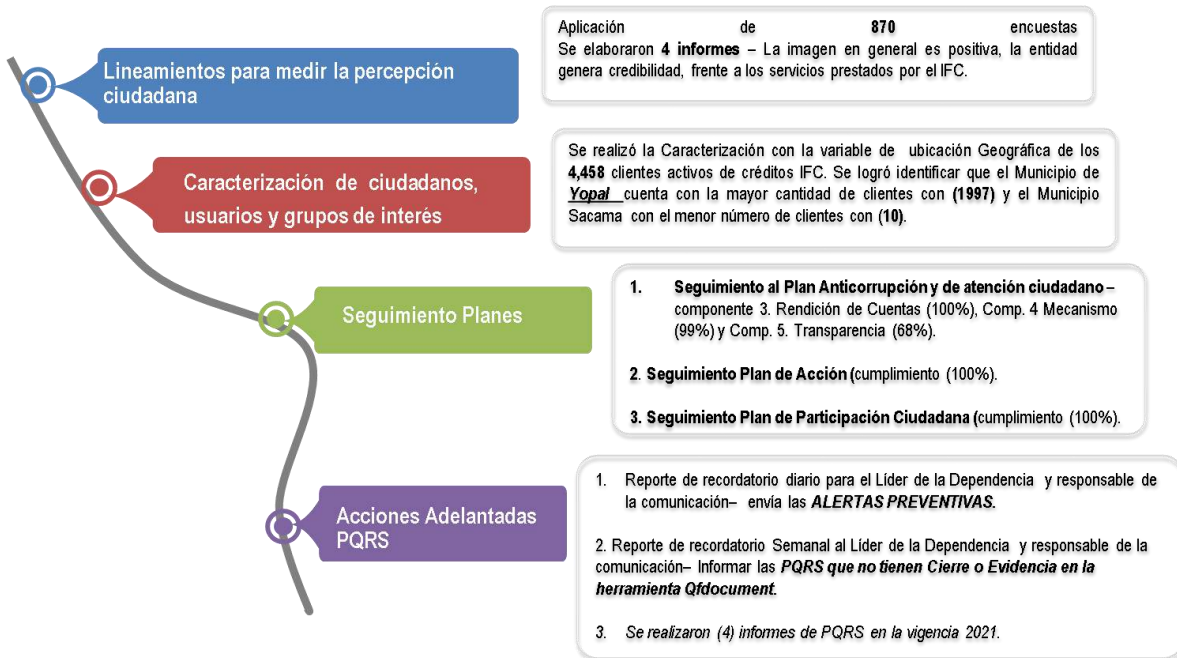 Aplicación de 870 encuestas
Se elaboraron 4 informes – La imagen en general es positiva, la entidad
genera credibilidad, frente a los servicios prestados por el IFC.
Lineamientos para medir la percepción
ciudadana
Se realizó la Caracterización con la variable de ubicación Geográfica de los
4,458 clientes activos de créditos IFC. Se logró identificar que el Municipio de
Yopal cuenta con la mayor cantidad de clientes con (1997) y el Municipio
Sacama con el menor número de clientes con (10).
Caracterización de ciudadanos,
usuarios y grupos de interés
1. Seguimiento al Plan Anticorrupción y de atención ciudadano –
componente 3. Rendición de Cuentas (100%), Comp. 4 Mecanismo
(99%) y Comp. 5. Transparencia (68%).
2. Seguimiento Plan de Acción (cumplimiento (100%).
3. Seguimiento Plan de Participación Ciudadana (cumplimiento (100%).
Seguimiento Planes
1. Reporte de recordatorio diario para el Líder de la Dependencia y responsable de
la comunicación– envía las ALERTAS PREVENTIVAS.
2. Reporte de recordatorio Semanal al Líder de la Dependencia y responsable de la
comunicación– Informar las PQRS que no tienen Cierre o Evidencia en la
herramienta Qfdocument.
3. Se realizaron (4) informes de PQRS en la vigencia 2021.
Acciones Adelantadas
PQRS